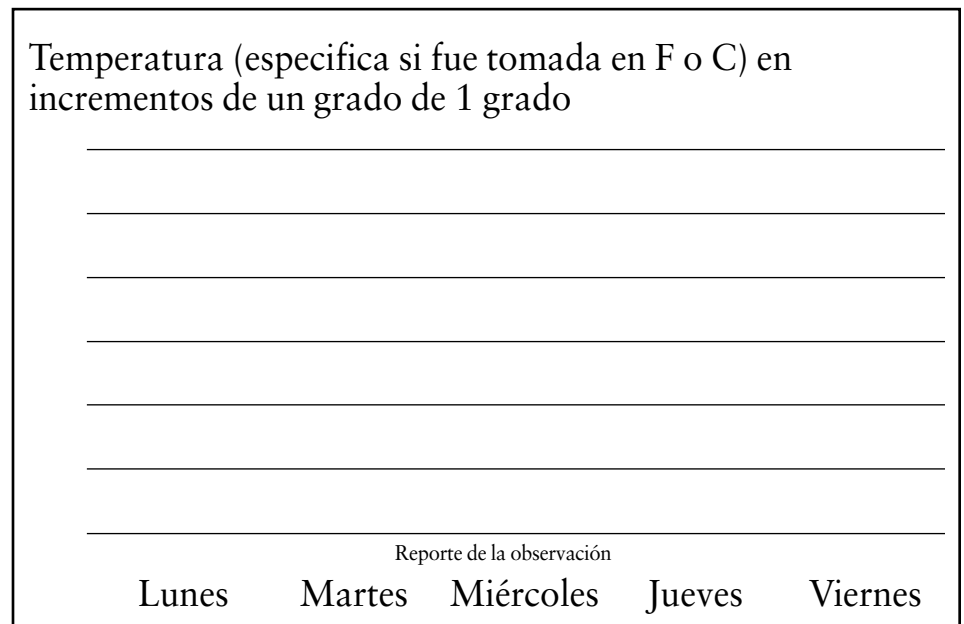 Temperatura (especifica si fue tomada en F o C) en
incrementos de un grado de 1 grado
Reporte de la observación
Lunes Martes Miércoles Jueves Viernes